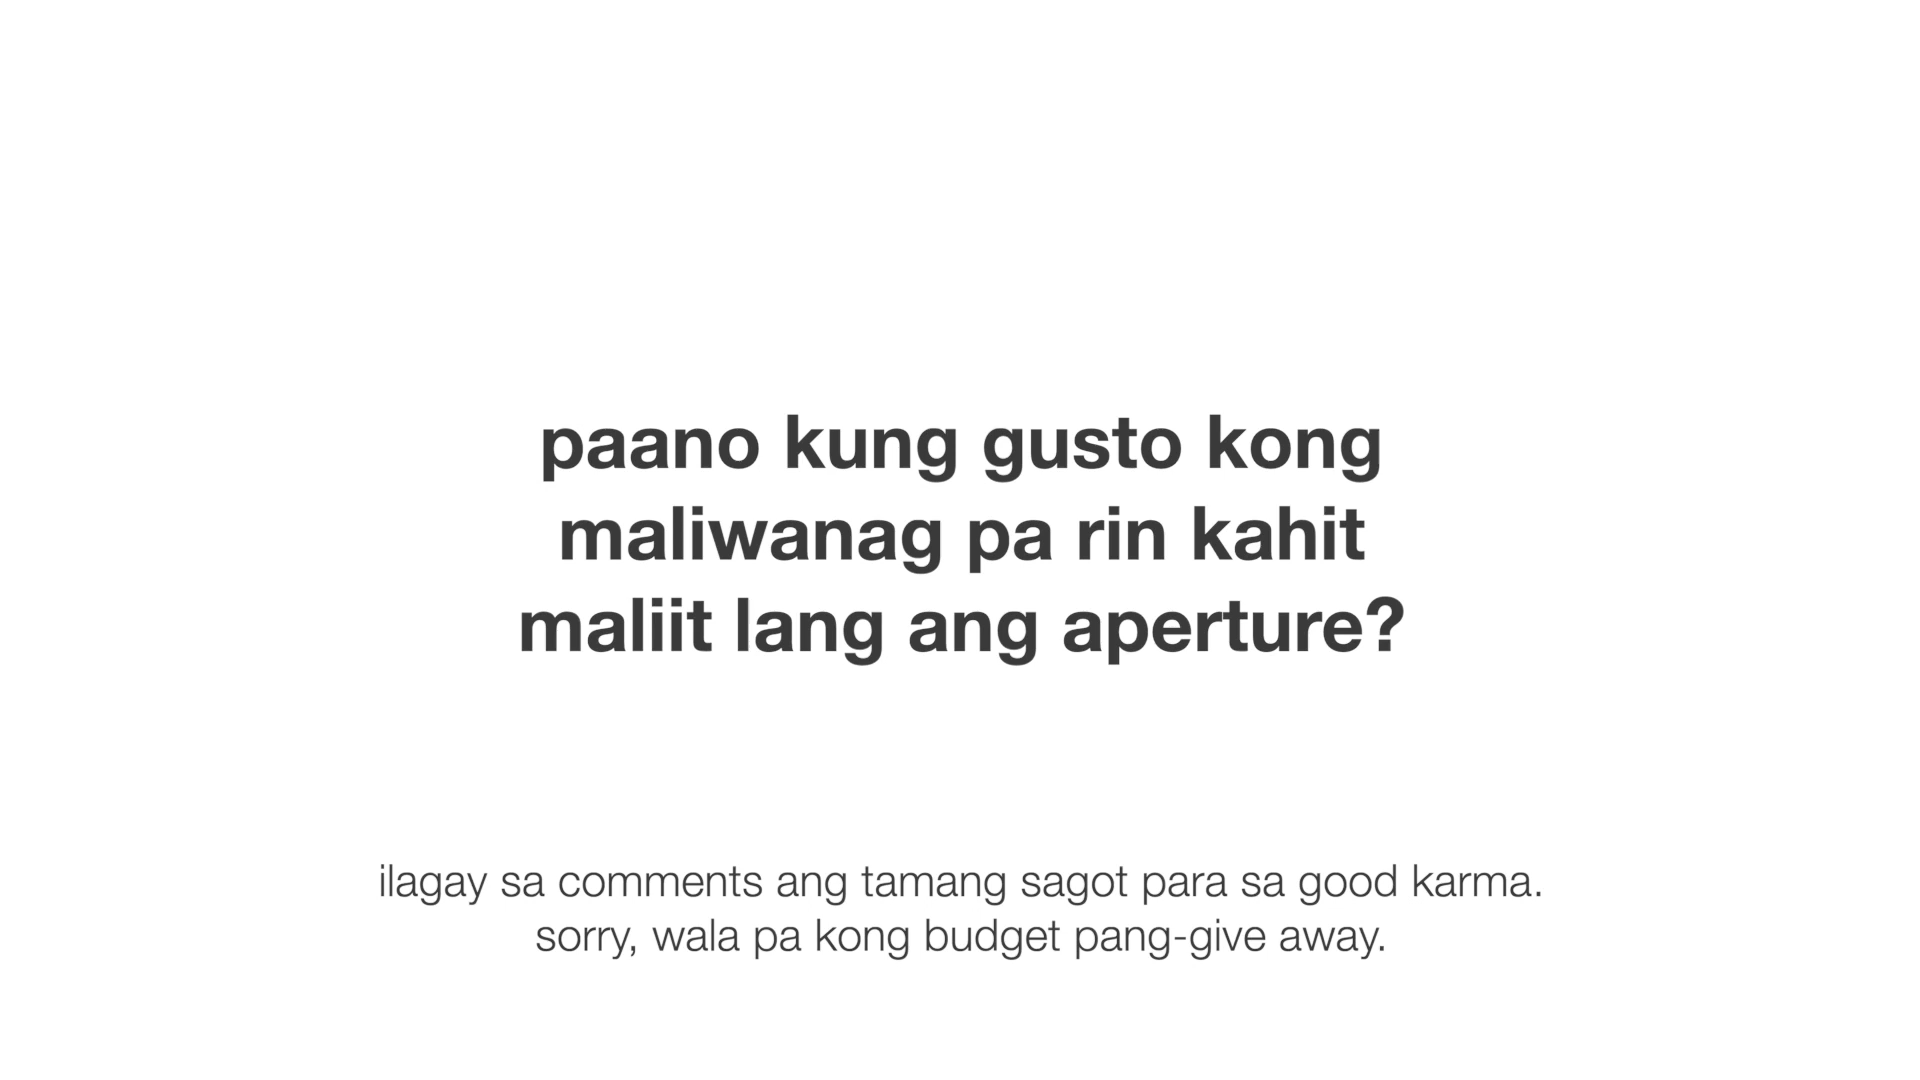 paano kung gusto kong
maliwanag pa rin kahit
maliit lang ang aperture?
ilagay sa comments ang tamang sagot para sa good karma.
sorry, wala pa kong budget pang-give away.